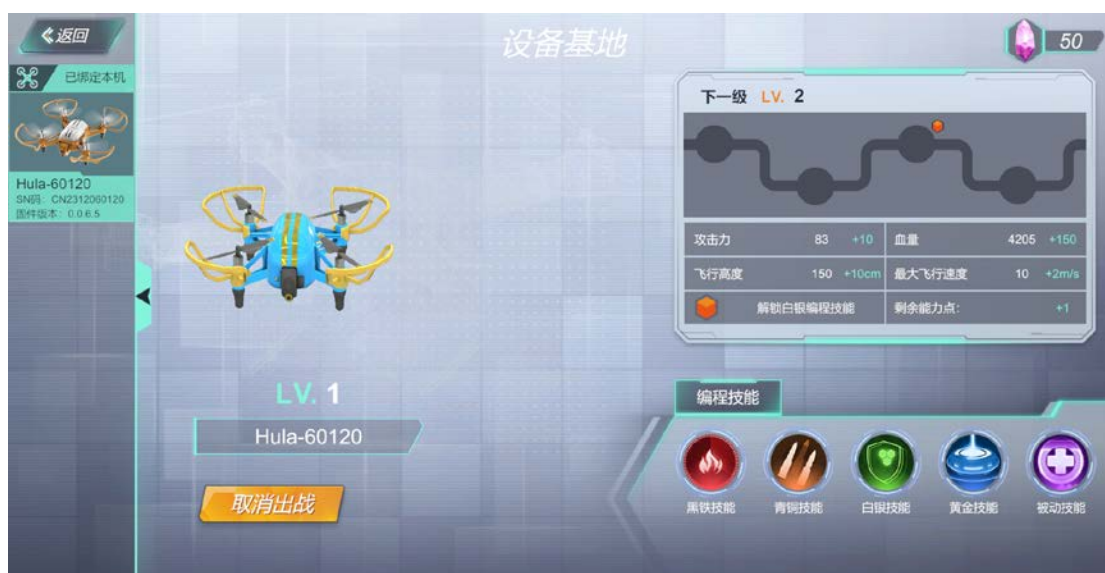 返回
设备基地
50
已绑定本机
Hula-60120
SN码: CN2312060120
固件版本: 0.0.6.5
下一级 LV. 2
攻击力 83 +10 血量 4205 +150
飞行高度 150 +10cm 最大飞行速度 10 +2m/s
解锁白银编程技能 剩余能力点: +1
LV. 1
Hula-60120
取消出战
编程技能
黑铁技能 青铜技能 白银技能 黄金技能 被动技能